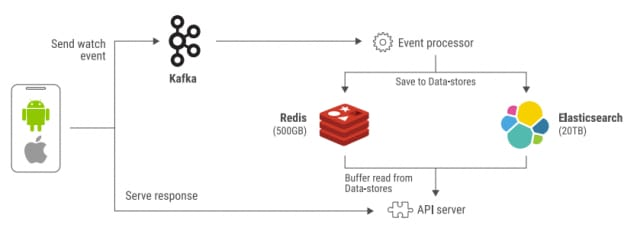 Send watch
event
Kafka
Event processor
Save to Data-stores
Redis
(500GB)
Elasticsearch
(20TB)
Buffer read from
Data-stores
Serve response
API server